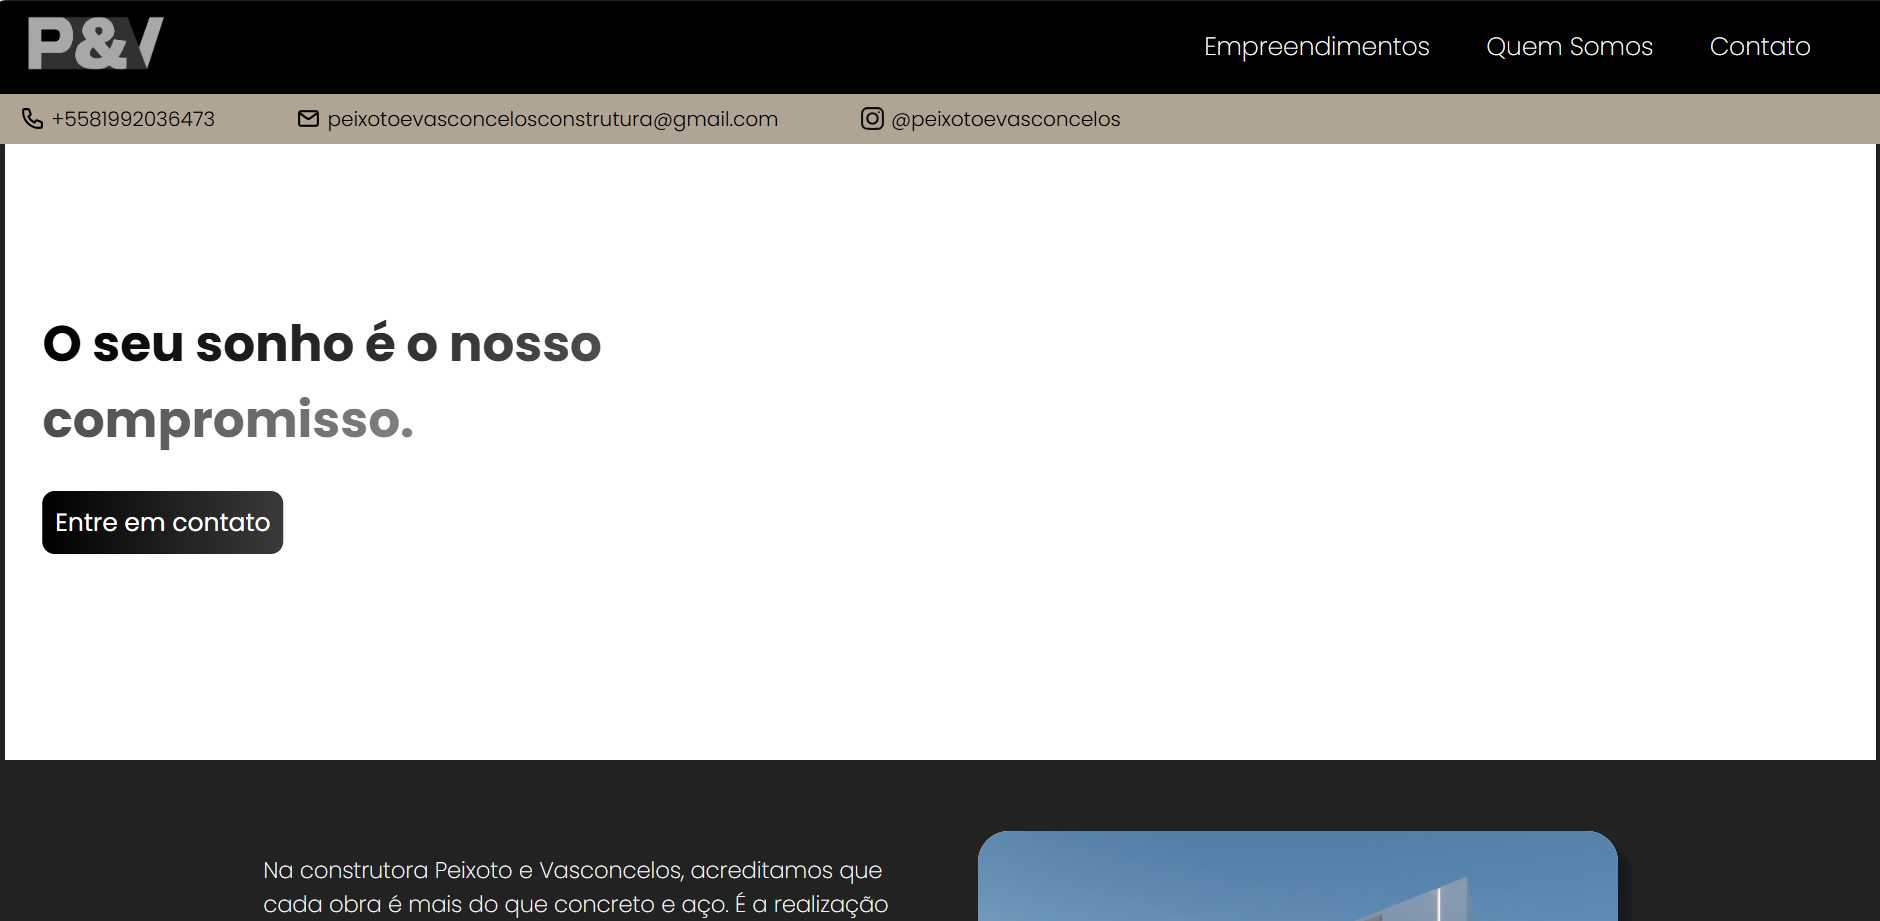 P&V
Empreendimentos
Quem Somos
Contato
+5581992036473
peixotoevasconcelosconstrutura@gmail.com
@peixotoevasconcelos
O seu sonho é o nosso
compromisso.
Entre em contato
Na construtora Peixoto e Vasconcelos, acreditamos que
cada obra é mais do que concreto e aço. É a realização